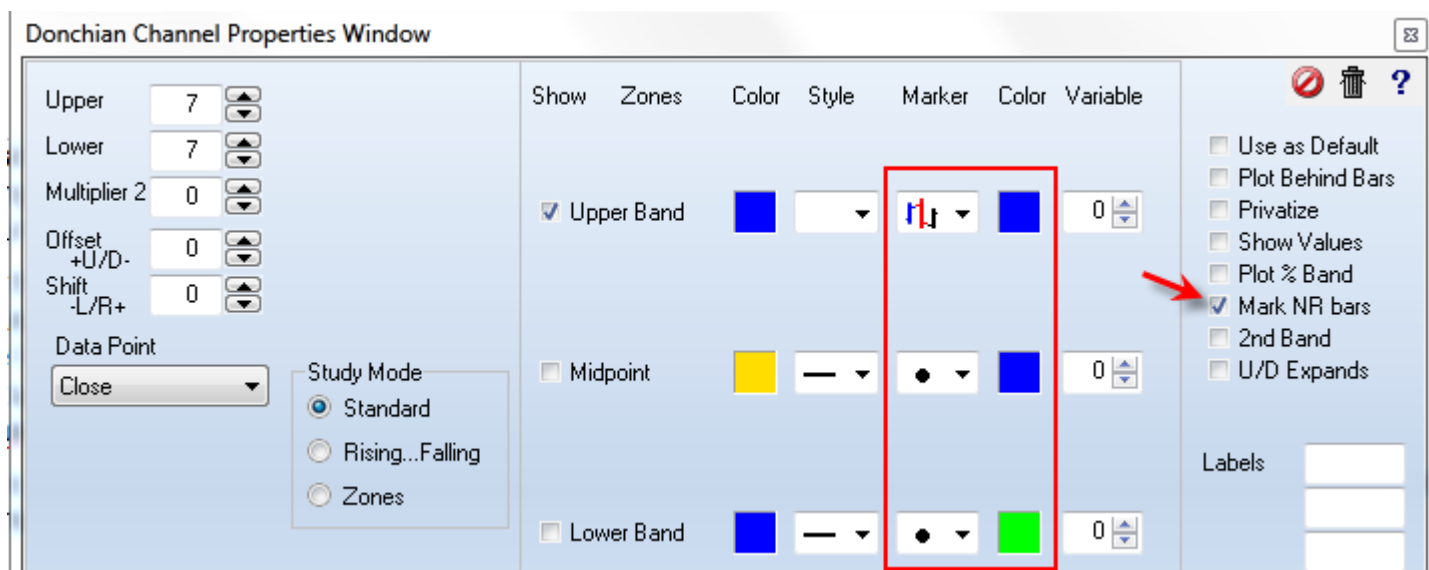 Donchian Channel Properties Window
Upper 7
Lower 7
Multiplier 2 0
Offset
+U/D- 0
Shift
-L/R+ 0
Data Point
Close
Study Mode
Standard
Rising...Falling
Zones
Show Zones Color Style Marker Color Variable
Upper Band 0
Midpoint 0
Lower Band 0
?
Use as Default
Plot Behind Bars
Privatize
Show Values
Plot % Band
Mark NR bars
2nd Band
U/D Expands
Labels